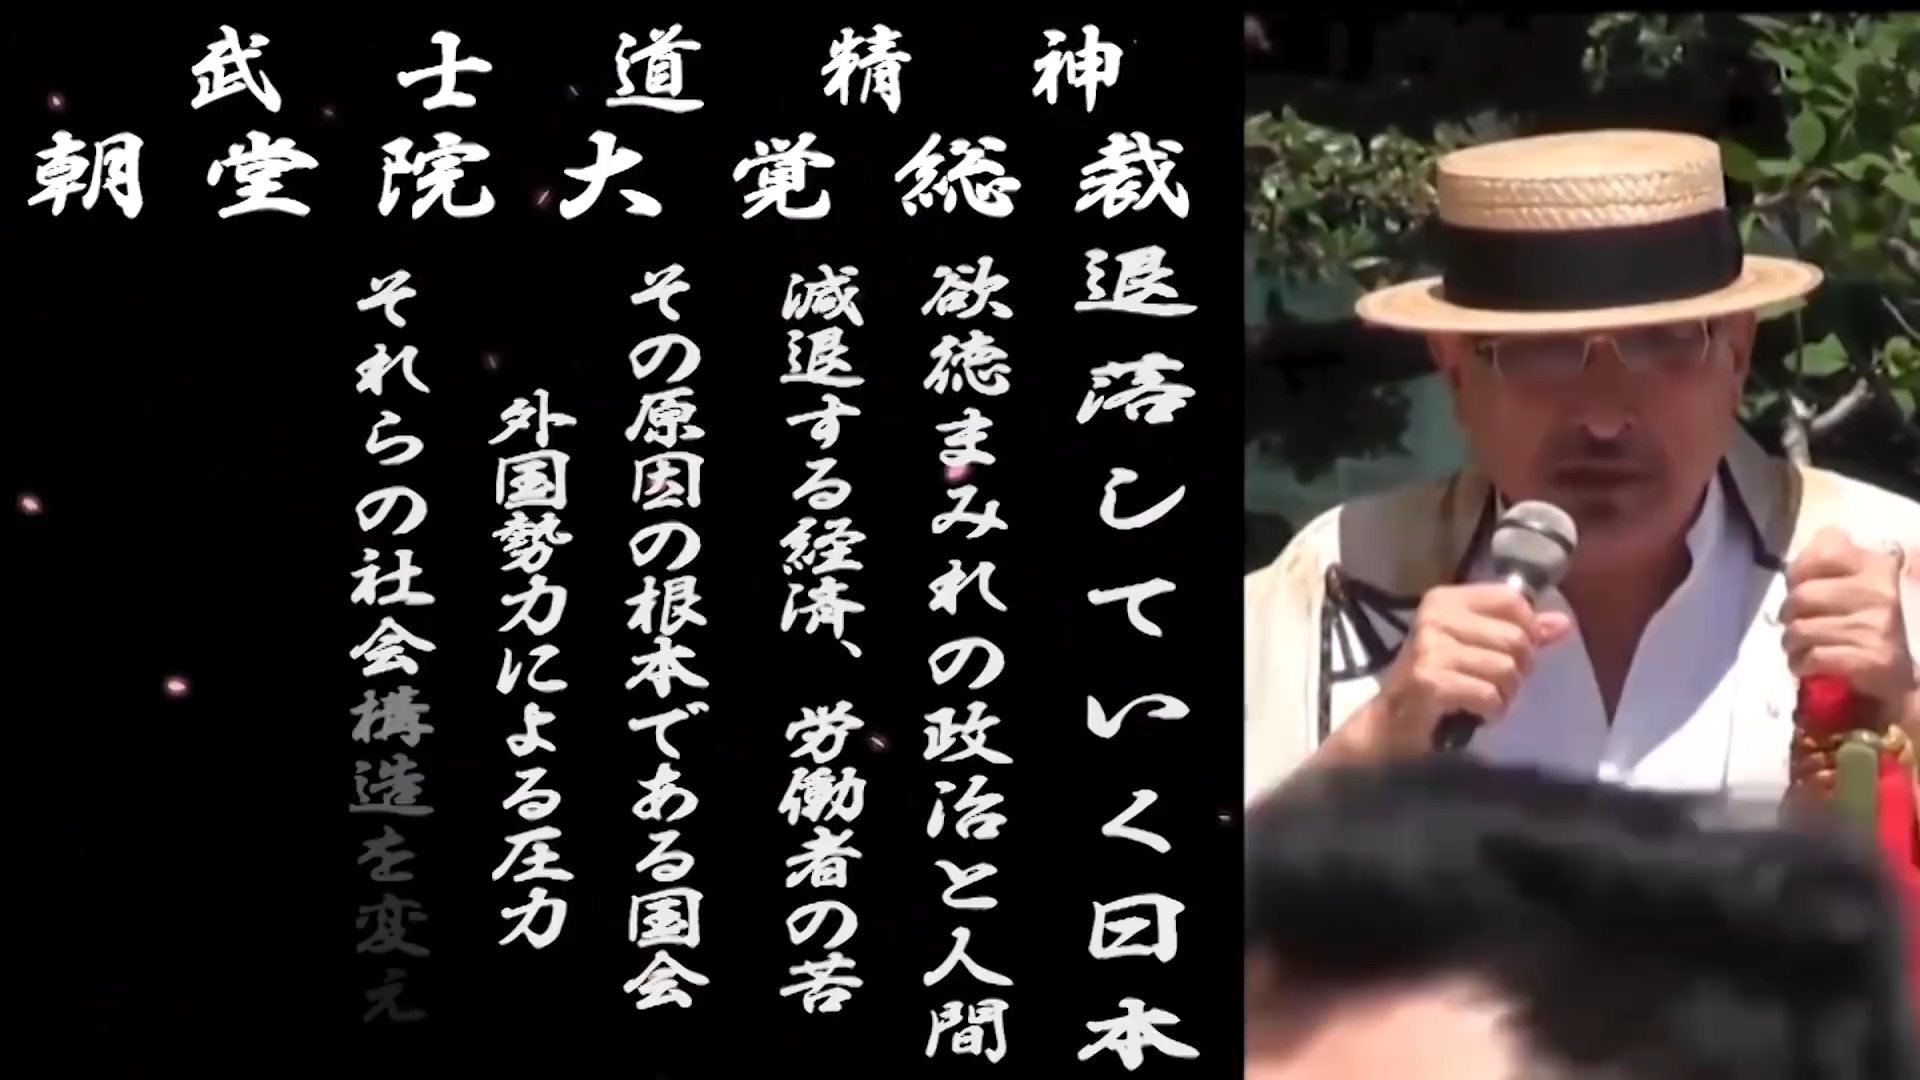 武士道精神
朝堂院大覚総裁
退落していく日本
欲徳まみれの政治と人間
減退する経済、労働者の苦
その原因の根本である国会
外国勢力による圧力
それらの社会構造を変え